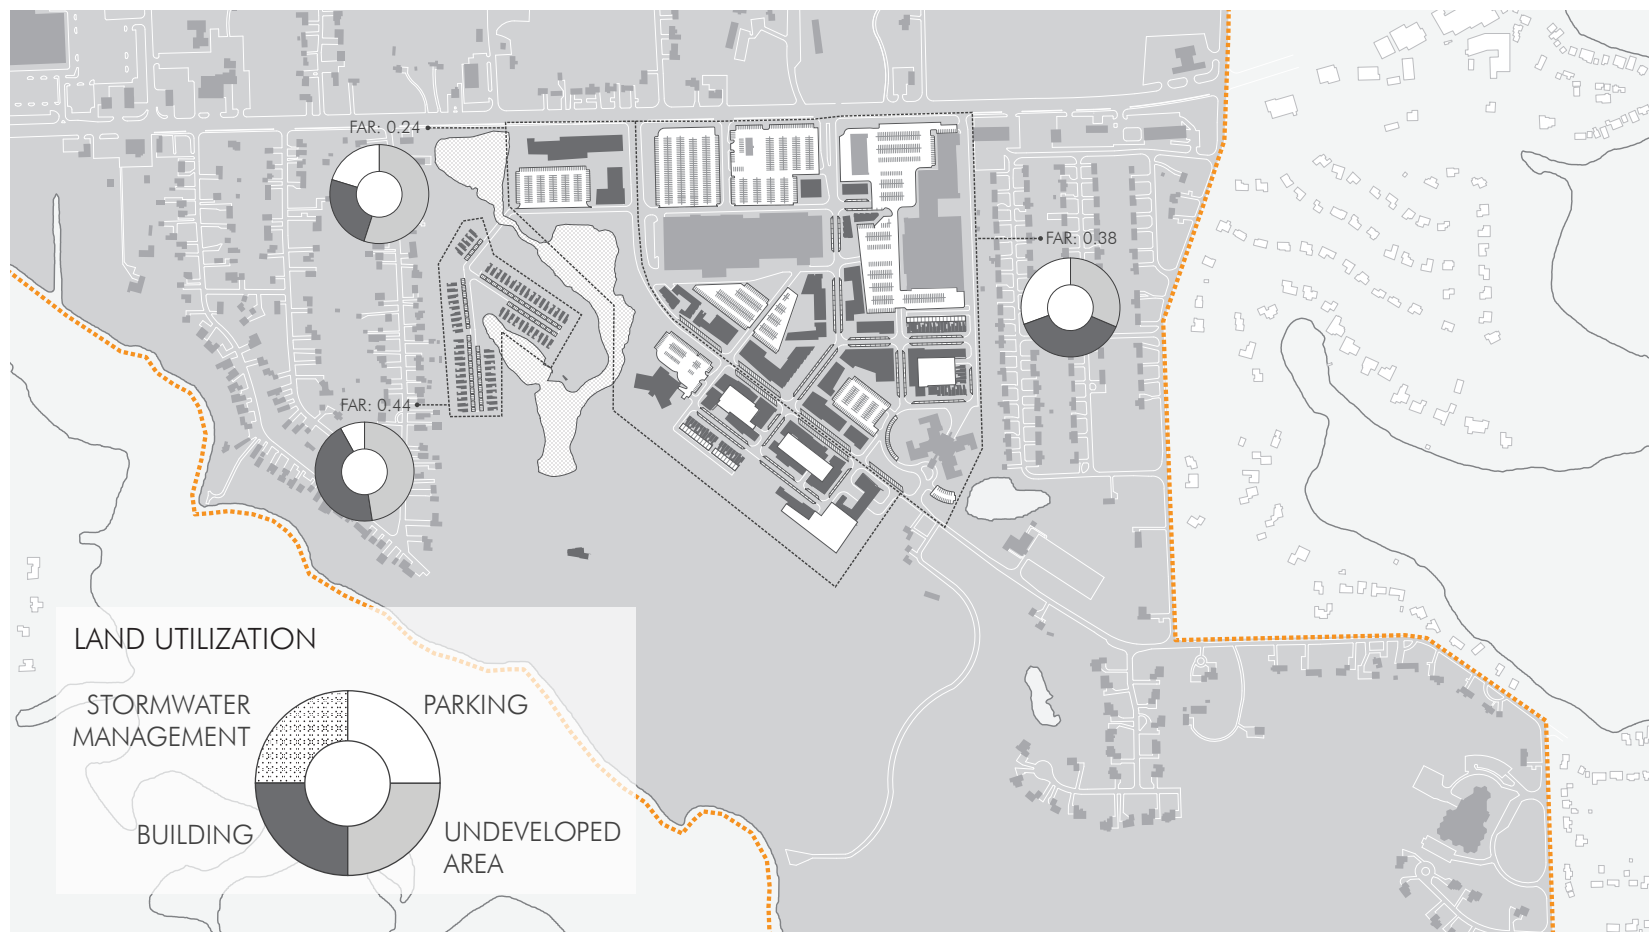 FAR: 0.24
FAR: 0.38
FAR: 0.44
LAND UTILIZATION
STORMWATER
MANAGEMENT
PARKING
BUILDING
UNDEVELOPED
AREA